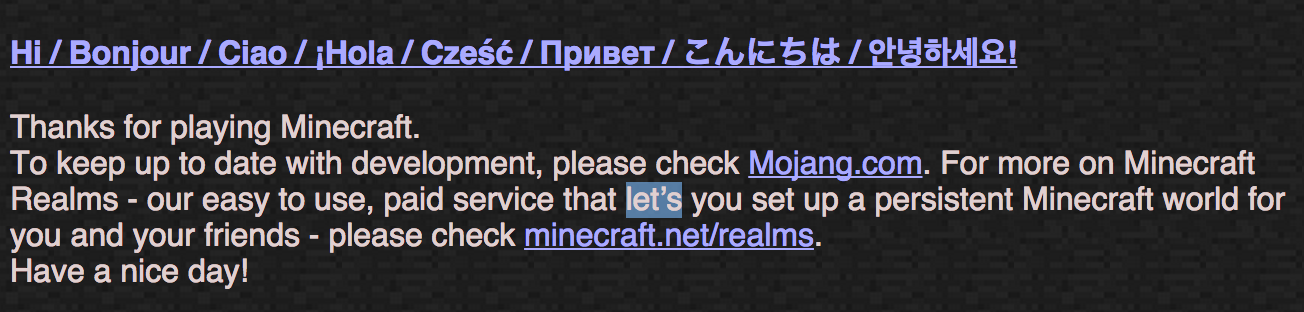 Hi / Bonjour / Ciao / ¡Hola / Cześć / Привет / こんにちは / 안녕하세요!
Thanks for playing Minecraft.
To keep up to date with development, please check Mojang.com. For more on Minecraft
Realms - our easy to use, paid service that let’s you set up a persistent Minecraft world for
you and your friends - please check minecraft.net/realms.
Have a nice day!